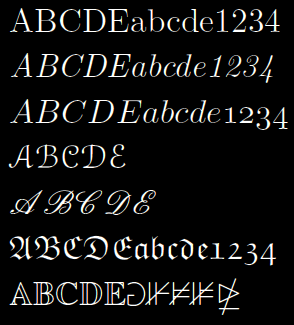 ABCDEabcde1234
ABCDEabcde1234
ABCDEabcde1234
𝒜ℬ𝒞𝒟ℰ
𝒜ℬ𝒞𝒟ℰ
𝔄𝔅ℭ𝔇𝔈𝔞𝔟𝔠𝔡𝔢1234
𝔸𝔹ℂ𝔻𝔼⅁⊮⊭⊯⋭